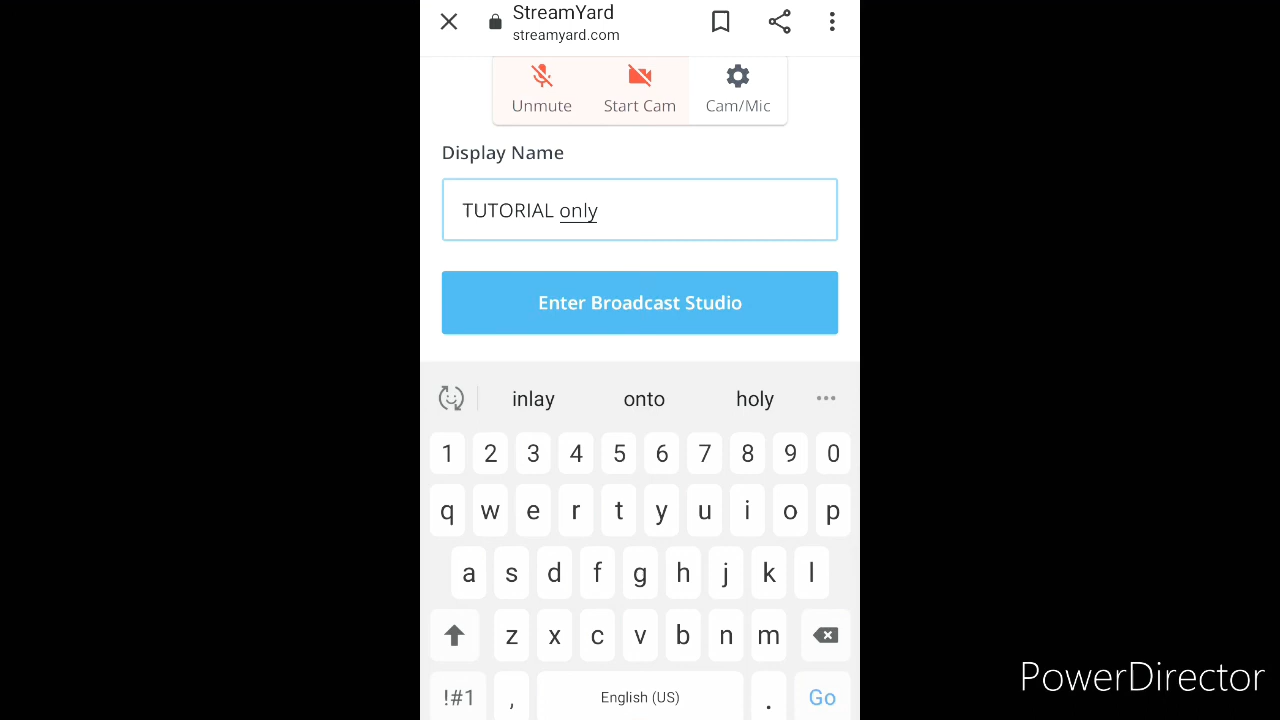 StreamYard
streamyard.com
Unmute Start Cam Cam/Mic
Display Name
TUTORIAL only
Enter Broadcast Studio
inlay onto holy
1 2 3 4 5 6 7 8 9 0
q w e r t y u i o p
a s d f g h j k l
z x c v b n m
!#1 , English (US) . Go
PowerDirector